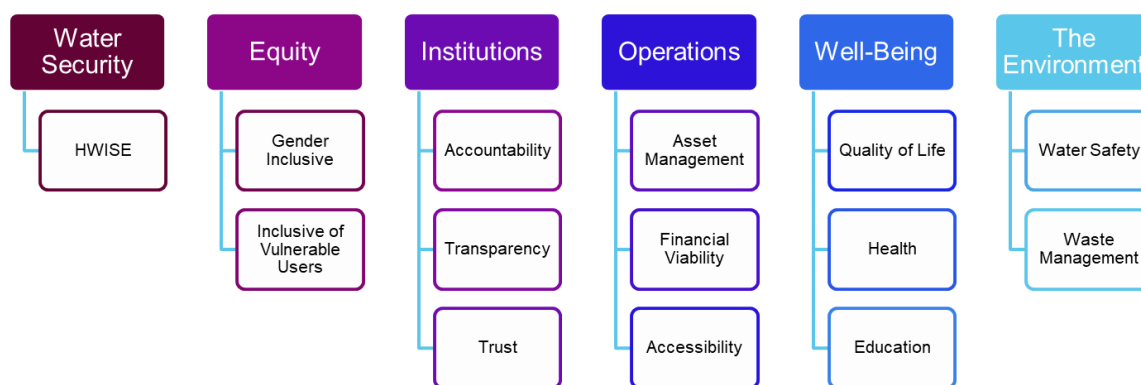 Water
Security
HWISE
Equity
Gender
Inclusive
Inclusive of
Vulnerable
Users
Institutions
Accountability
Transparency
Trust
Operations
Asset
Management
Financial
Viability
Accessibility
Well-Being
Quality of Life
Health
Education
The
Environment
Water Safety
Waste
Management